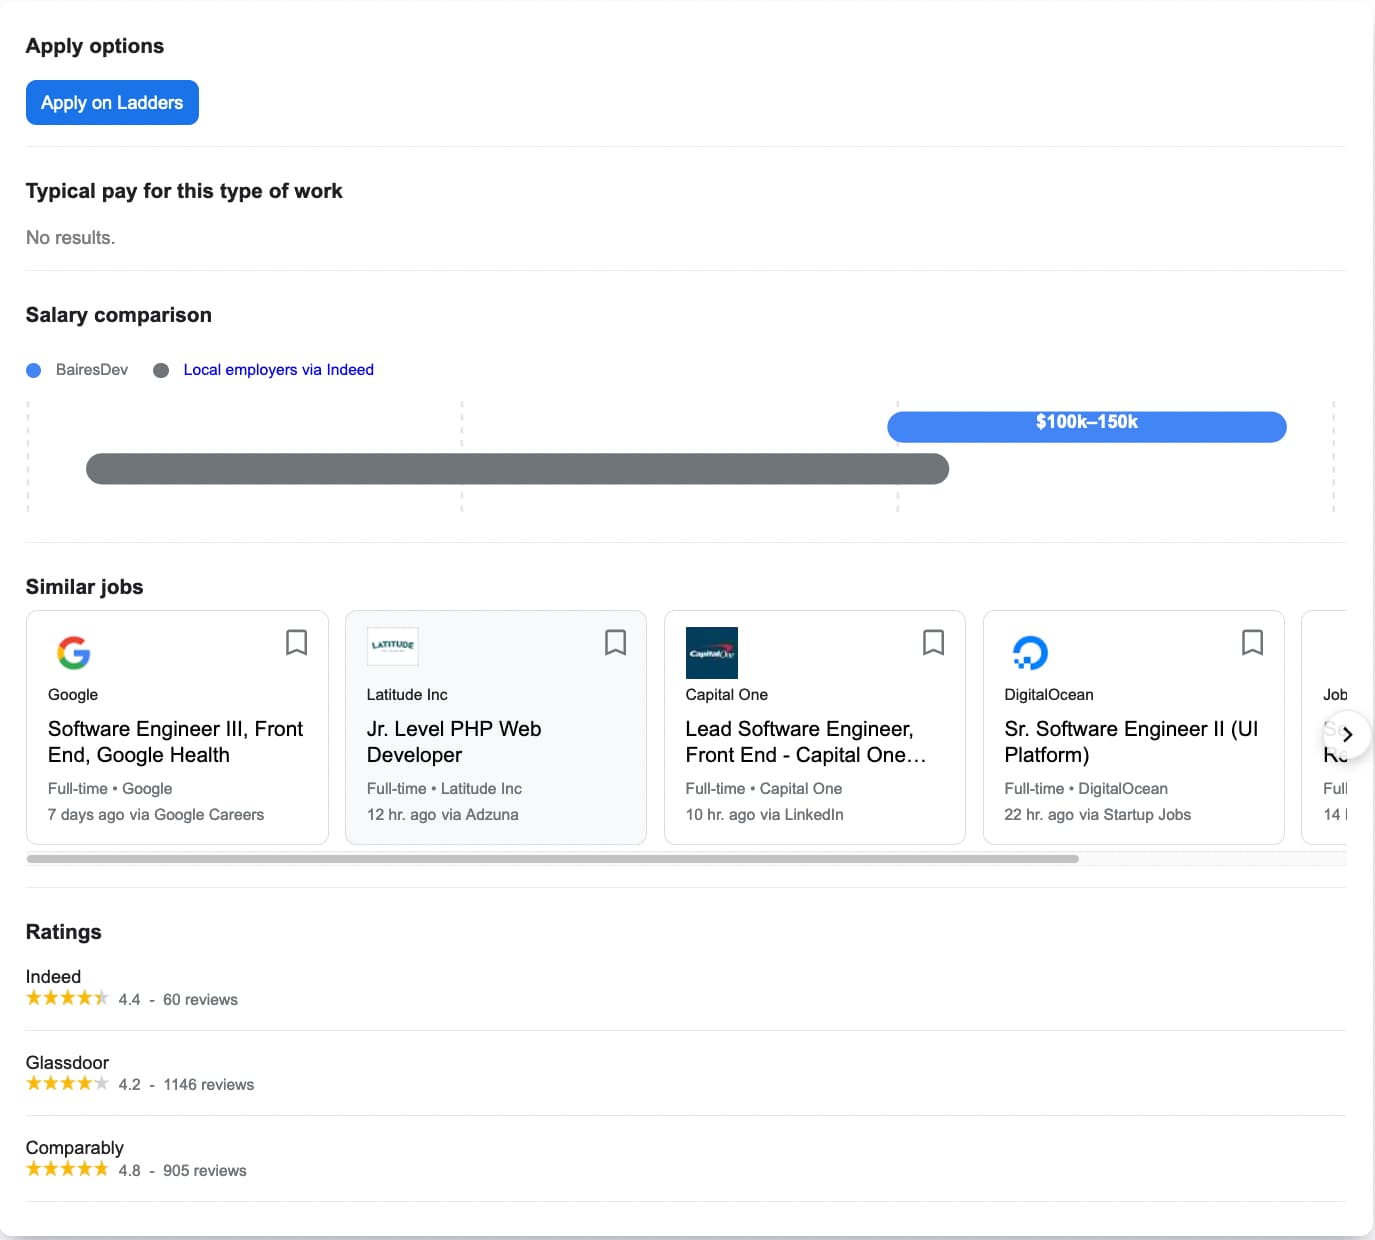 Apply options
Apply on Ladders
Typical pay for this type of work
No results.
Salary comparison
BairesDev
Local employers via Indeed
$100k–150k
Similar jobs
Google
Software Engineer III, Front
End, Google Health
Full-time • Google
7 days ago via Google Careers
LATITUDE
Latitude Inc
Jr. Level PHP Web
Developer
Full-time • Latitude Inc
12 hr. ago via Adzuna
CapitalOne
Capital One
Lead Software Engineer,
Front End - Capital One…
Full-time • Capital One
10 hr. ago via LinkedIn
DigitalOcean
Sr. Software Engineer II (UI
Platform)
Full-time • DigitalOcean
22 hr. ago via Startup Jobs
Job
Full
14
Ratings
Indeed
4.4 - 60 reviews
Glassdoor
4.2 - 1146 reviews
Comparably
4.8 - 905 reviews